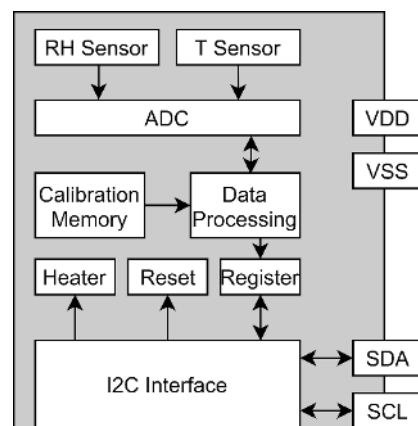 RH Sensor
T Sensor
ADC
VDD
VSS
Calibration
Memory
Data
Processing
Heater
Reset
Register
I2C Interface
SDA
SCL